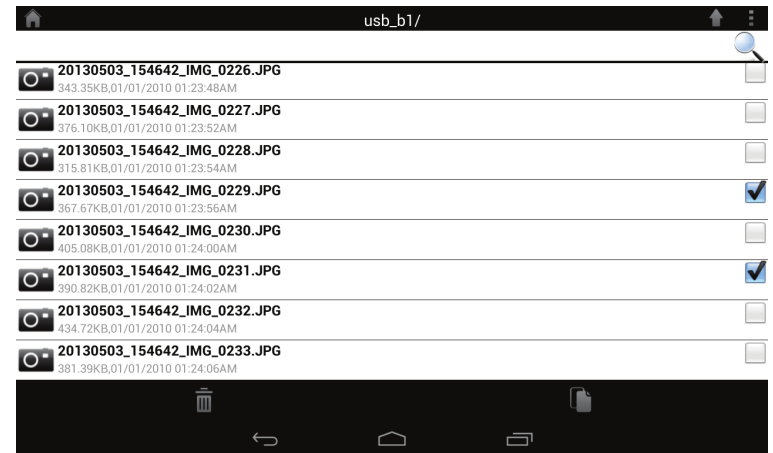 usb_b1/
20130503_154642_IMG_0226.JPG
343.35KB,01/01/2010 01:23:48AM
20130503_154642_IMG_0227.JPG
376.10KB,01/01/2010 01:23:52AM
20130503_154642_IMG_0228.JPG
315.81KB,01/01/2010 01:23:54AM
20130503_154642_IMG_0229.JPG
367.67KB,01/01/2010 01:23:56AM
20130503_154642_IMG_0230.JPG
405.08KB,01/01/2010 01:24:00AM
20130503_154642_IMG_0231.JPG
390.82KB,01/01/2010 01:24:02AM
20130503_154642_IMG_0232.JPG
434.72KB,01/01/2010 01:24:04AM
20130503_154642_IMG_0233.JPG
381.39KB,01/01/2010 01:24:06AM